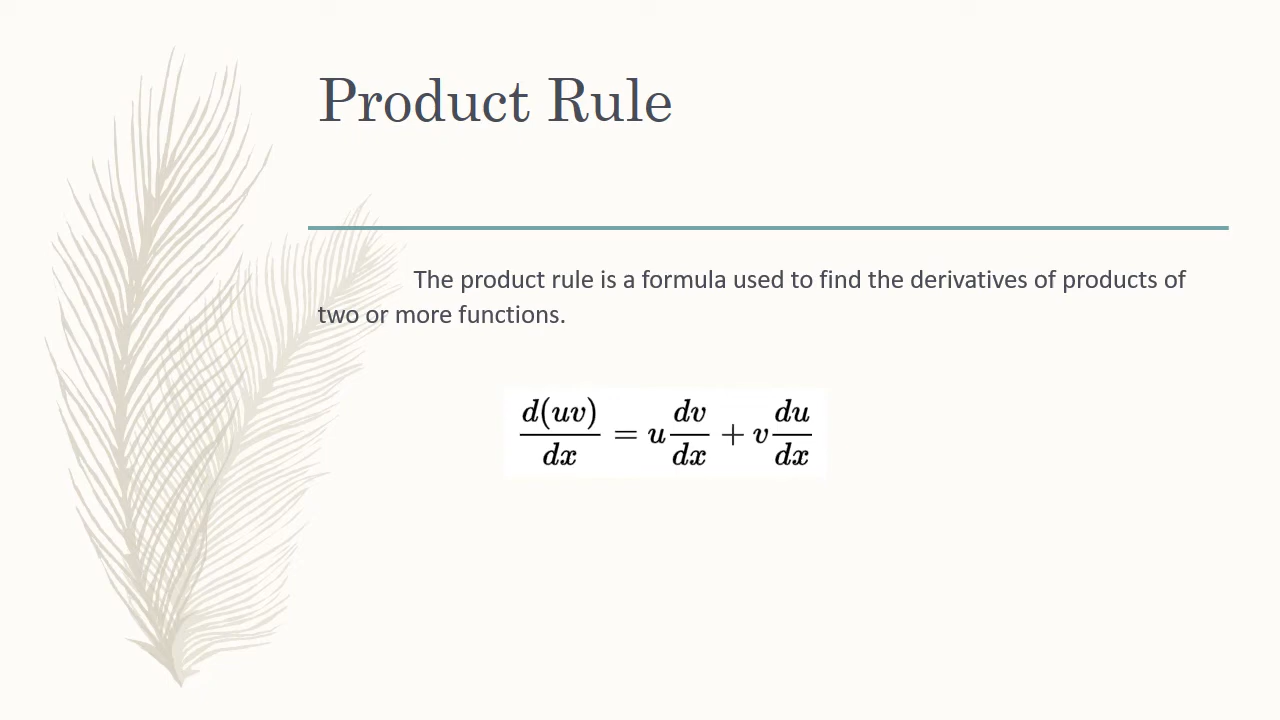 Product Rule
The product rule is a formula used to find the derivatives of products of
two or more functions.
d(uv)/dx = u dv/dx + v du/dx